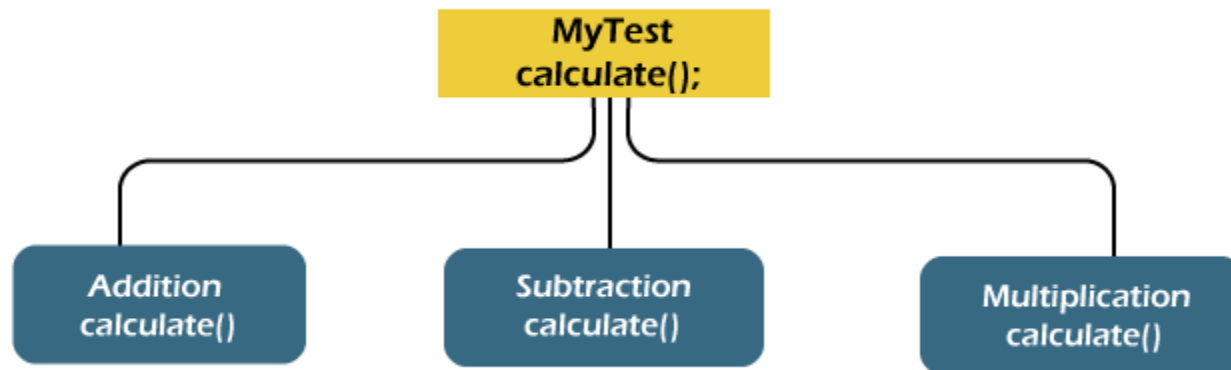 MyTest
calculate();
Addition
calculate()
Subtraction
calculate()
Multiplication
calculate()